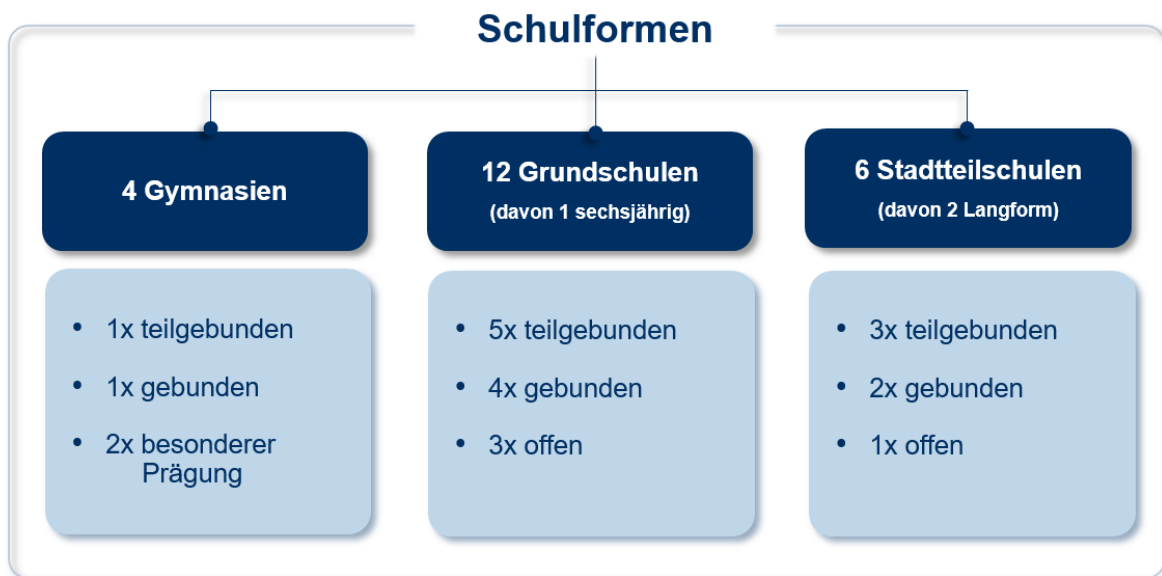 Schulformen
4 Gymnasien
• 1x teilgebunden
• 1x gebunden
• 2x besonderer
Prägung
12 Grundschulen
(davon 1 sechsjährig)
• 5x teilgebunden
• 4x gebunden
• 3x offen
6 Stadtteilschulen
(davon 2 Langform)
• 3x teilgebunden
• 2x gebunden
• 1x offen